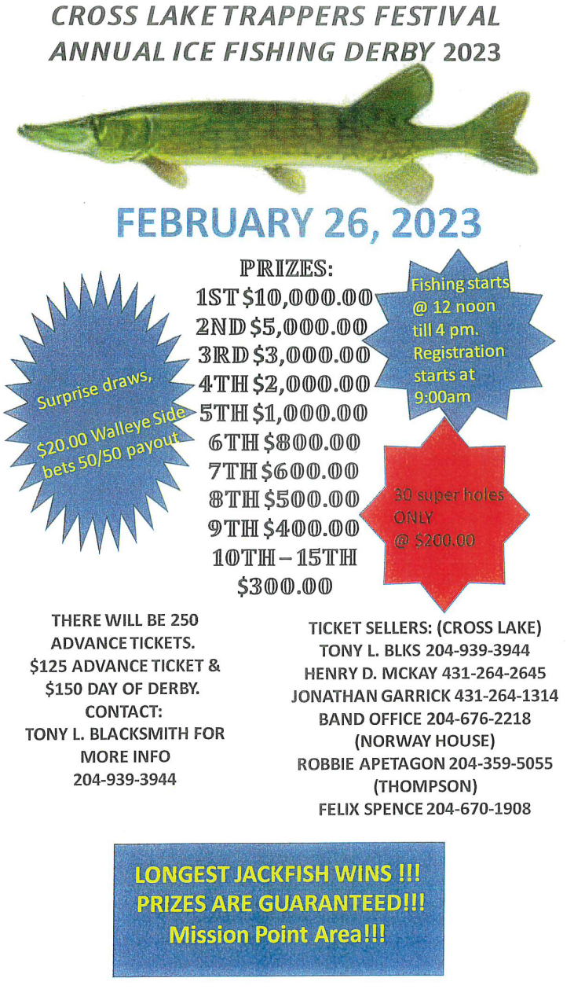 CROSS LAKE TRAPPERS FESTIVAL
ANNUAL ICE FISHING DERBY 2023
FEBRUARY 26, 2023
PRIZES:
1ST $10,000.00
2ND $5,000.00
3RD $3,000.00
4TH $2,000.00
5TH $1,000.00
6TH $800.00
7TH $600.00
8TH $500.00
9TH $400.00
10TH – 15TH
$300.00
Surprise draws,
$20.00 Walleye Side
bets 50/50 payout
Fishing starts
@ 12 noon
till 4 pm.
Registration
starts at
9:00am
30 super holes
ONLY
@ $200.00
THERE WILL BE 250
ADVANCE TICKETS.
$125 ADVANCE TICKET &
$150 DAY OF DERBY.
CONTACT:
TONY L. BLACKSMITH FOR
MORE INFO
204-939-3944
TICKET SELLERS: (CROSS LAKE)
TONY L. BLKS 204-939-3944
HENRY D. MCKAY 431-264-2645
JONATHAN GARRICK 431-264-1314
BAND OFFICE 204-676-2218
(NORWAY HOUSE)
ROBBIE APETAGON 204-359-5055
(THOMPSON)
FELIX SPENCE 204-670-1908
LONGEST JACKFISH WINS !!!
PRIZES ARE GUARANTEED!!!
Mission Point Area!!!